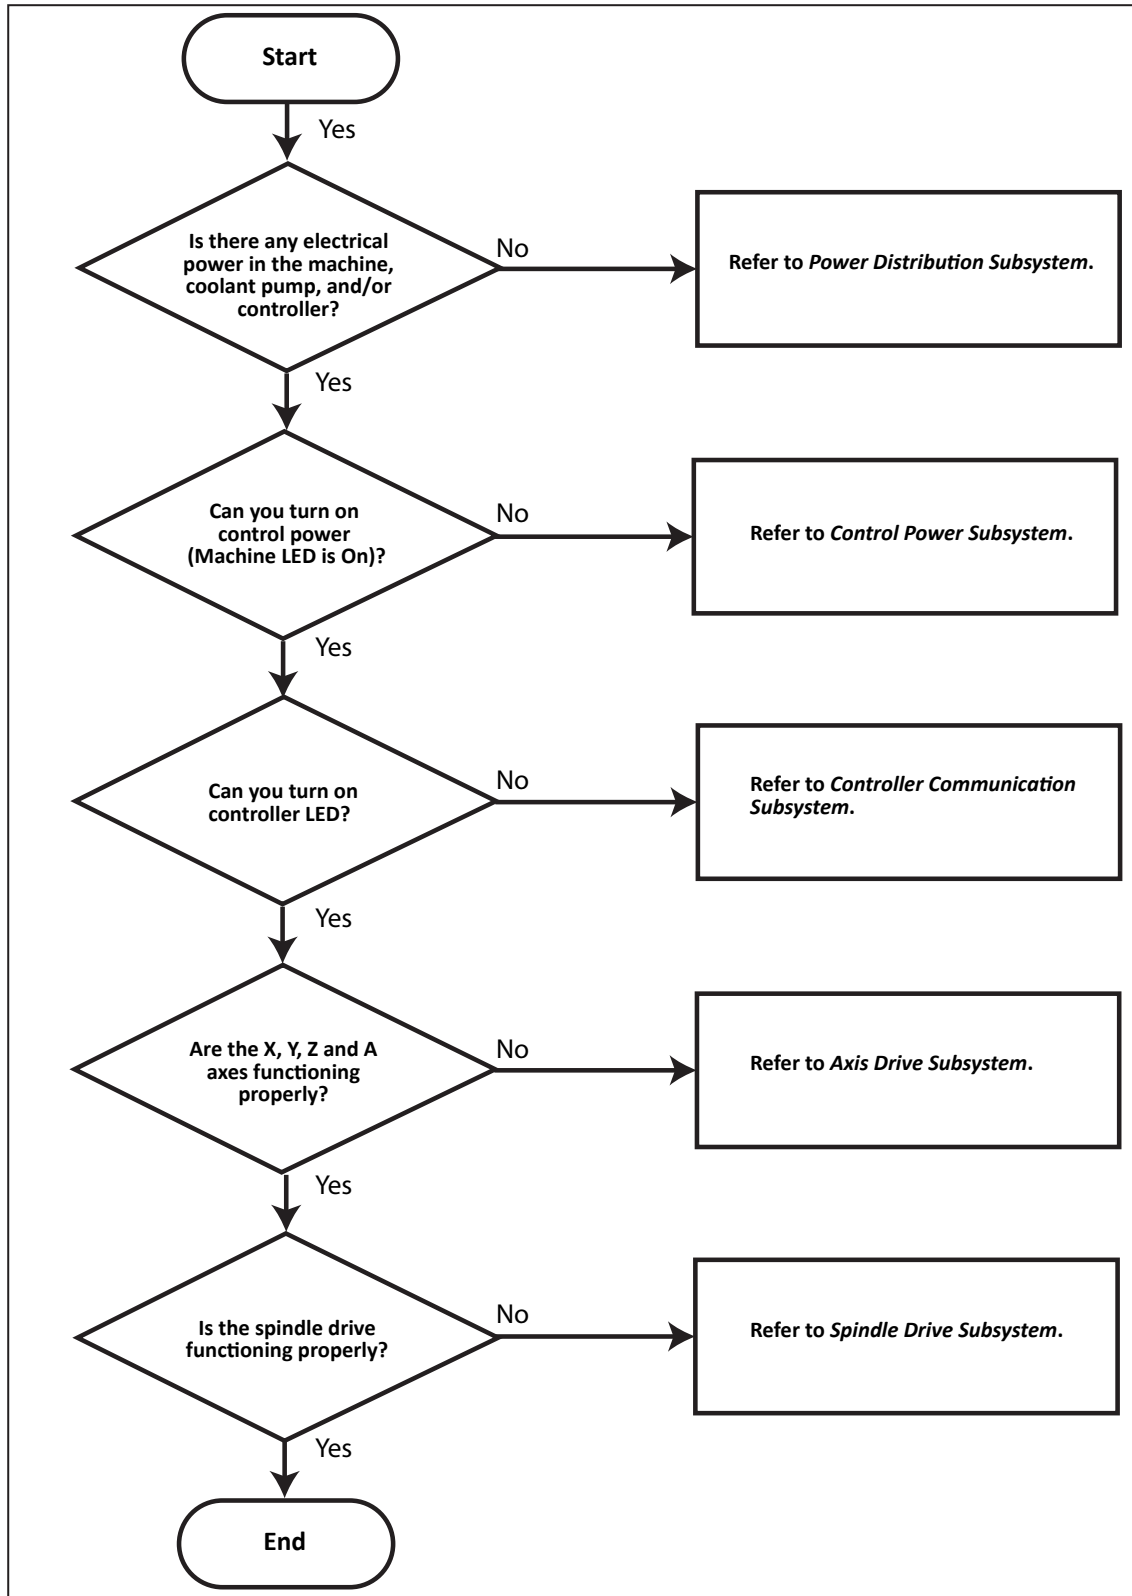 Start
Yes
Is there any electrical
power in the machine,
coolant pump, and/or
controller?
No
Refer to Power Distribution Subsystem.
Yes
Can you turn on
control power
(Machine LED is On)?
No
Refer to Control Power Subsystem.
Yes
Can you turn on
controller LED?
No
Refer to Controller Communication
Subsystem.
Yes
Are the X, Y, Z and A
axes functioning
properly?
No
Refer to Axis Drive Subsystem.
Yes
Is the spindle drive
functioning properly?
No
Refer to Spindle Drive Subsystem.
Yes
End